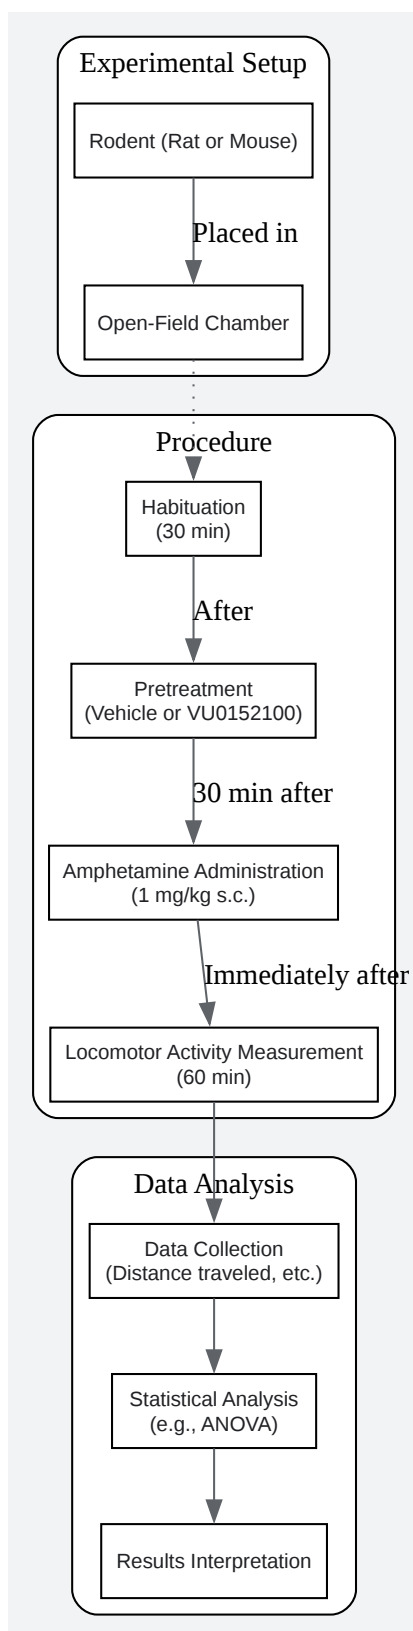 Experimental Setup
Rodent (Rat or Mouse)
Placed in
Open-Field Chamber
Procedure
Habituation
(30 min)
After
Pretreatment
(Vehicle or VU0152100)
30 min after
Amphetamine Administration
(1 mg/kg s.c.)
Immediately after
Locomotor Activity Measurement
(60 min)
Data Analysis
Data Collection
(Distance traveled, etc.)
Statistical Analysis
(e.g., ANOVA)
Results Interpretation